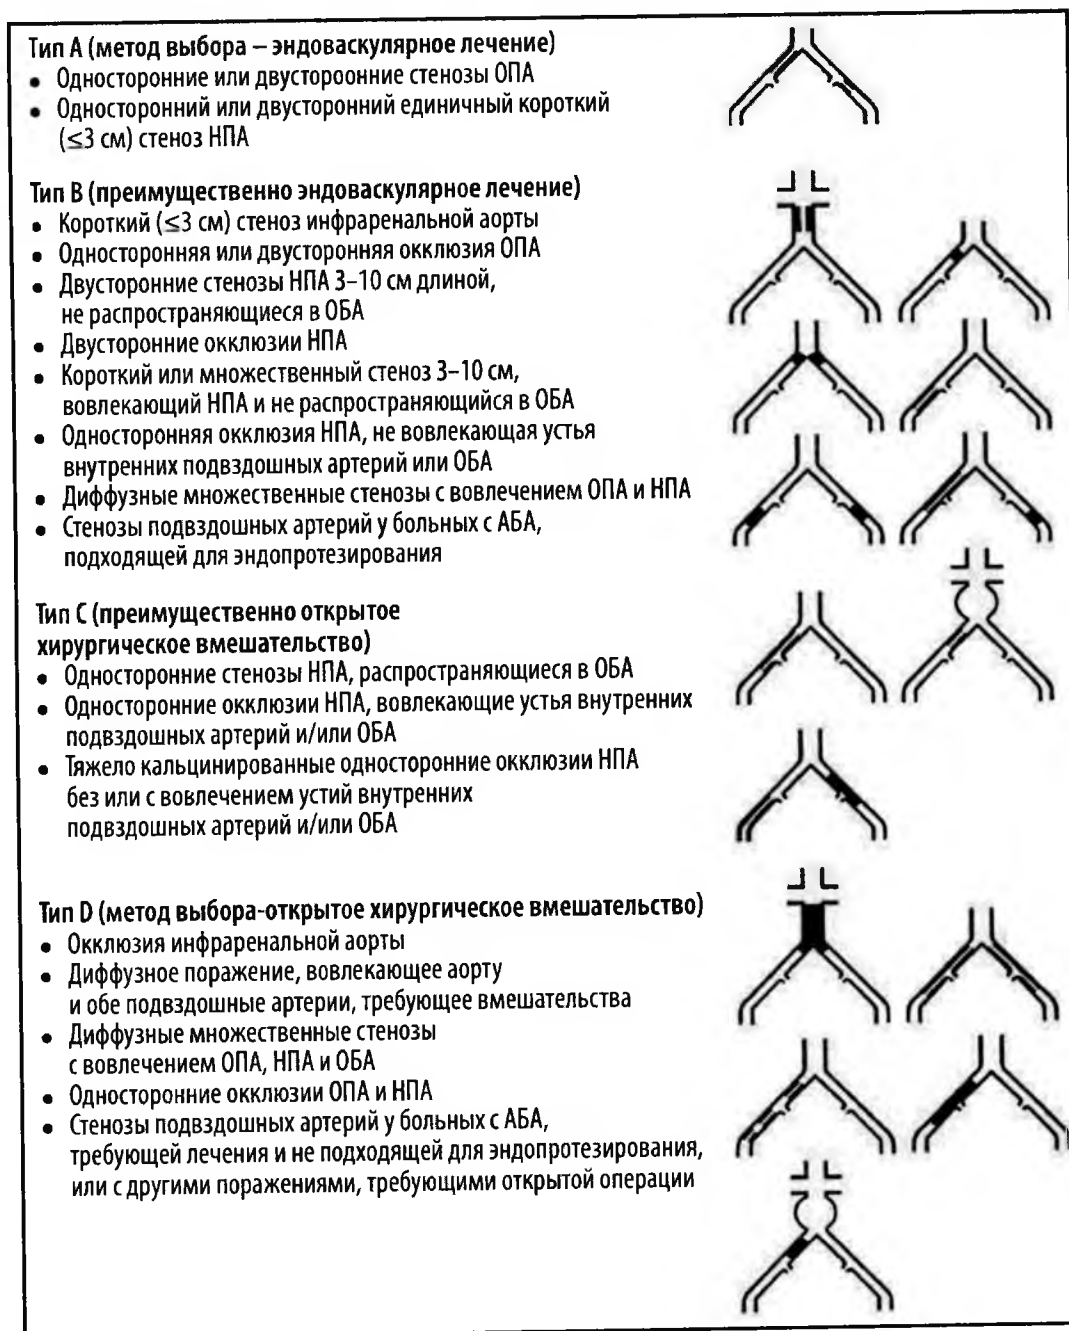 Тип А (метод выбора – эндоваскулярное лечение)
• Односторонние или двустороонние стенозы ОПА
• Односторонний или двусторонний единичный короткий
(≤3 см) стеноз НПА
Тип В (преимущественно эндоваскулярное лечение)
• Короткий (≤3 см) стеноз инфраренальной аорты
• Односторонняя или двусторонняя окклюзия ОПА
• Двусторонние стенозы НПА 3–10 см длиной,
не распространяющиеся в ОБА
• Двусторонние окклюзии НПА
• Короткий или множественный стеноз 3–10 см,
вовлекающий НПА и не распространяющийся в ОБА
• Односторонняя окклюзия НПА, не вовлекающая устья
внутренних подвздошных артерий или ОБА
• Диффузные множественные стенозы с вовлечением ОПА и НПА
• Стенозы подвздошных артерий у больных с АБА,
подходящей для эндопротезирования
Тип С (преимущественно открытое
хирургическое вмешательство)
• Односторонние стенозы НПА, распространяющиеся в ОБА
• Односторонние окклюзии НПА, вовлекающие устья внутренних
подвздошных артерий и/или ОБА
• Тяжело кальцинированные односторонние окклюзии НПА
без или с вовлечением устий внутренних
подвздошных артерий и/или ОБА
Тип D (метод выбора-открытое хирургическое вмешательство)
• Окклюзия инфраренальной аорты
• Диффузное поражение, вовлекающее аорту
и обе подвздошные артерии, требующее вмешательства
• Диффузные множественные стенозы
с вовлечением ОПА, НПА и ОБА
• Односторонние окклюзии ОПА и НПА
• Стенозы подвздошных артерий у больных с АБА,
требующей лечения и не подходящей для эндопротезирования,
или с другими поражениями, требующими открытой операции